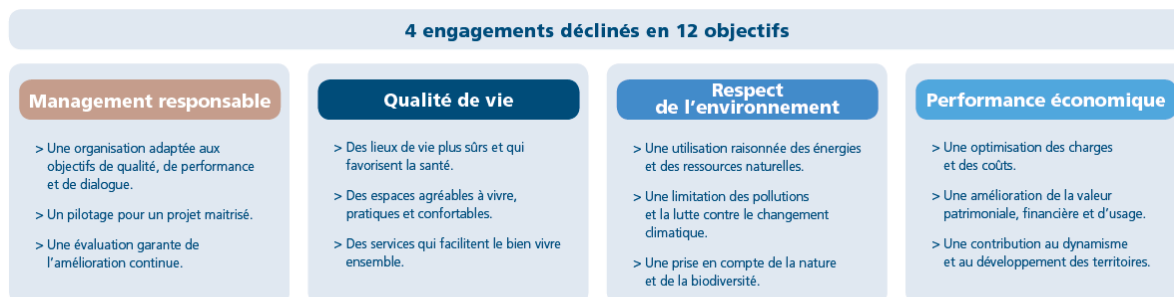 4 engagements déclinés en 12 objectifs
Management responsable
> Une organisation adaptée aux
objectifs de qualité, de performance
et de dialogue.
> Un pilotage pour un projet maitrisé.
> Une évaluation garante de
l’amélioration continue.
Qualité de vie
> Des lieux de vie plus sûrs et qui
favorisent la santé.
> Des espaces agréables à vivre,
pratiques et confortables.
> Des services qui facilitent le bien vivre
ensemble.
Respect
de l’environnement
> Une utilisation raisonnée des énergies
et des ressources naturelles.
> Une limitation des pollutions
et la lutte contre le changement
climatique.
> Une prise en compte de la nature
et de la biodiversité.
Performance économique
> Une optimisation des charges
et des coûts.
> Une amélioration de la valeur
patrimoniale, financière et d’usage.
> Une contribution au dynamisme
et au développement des territoires.